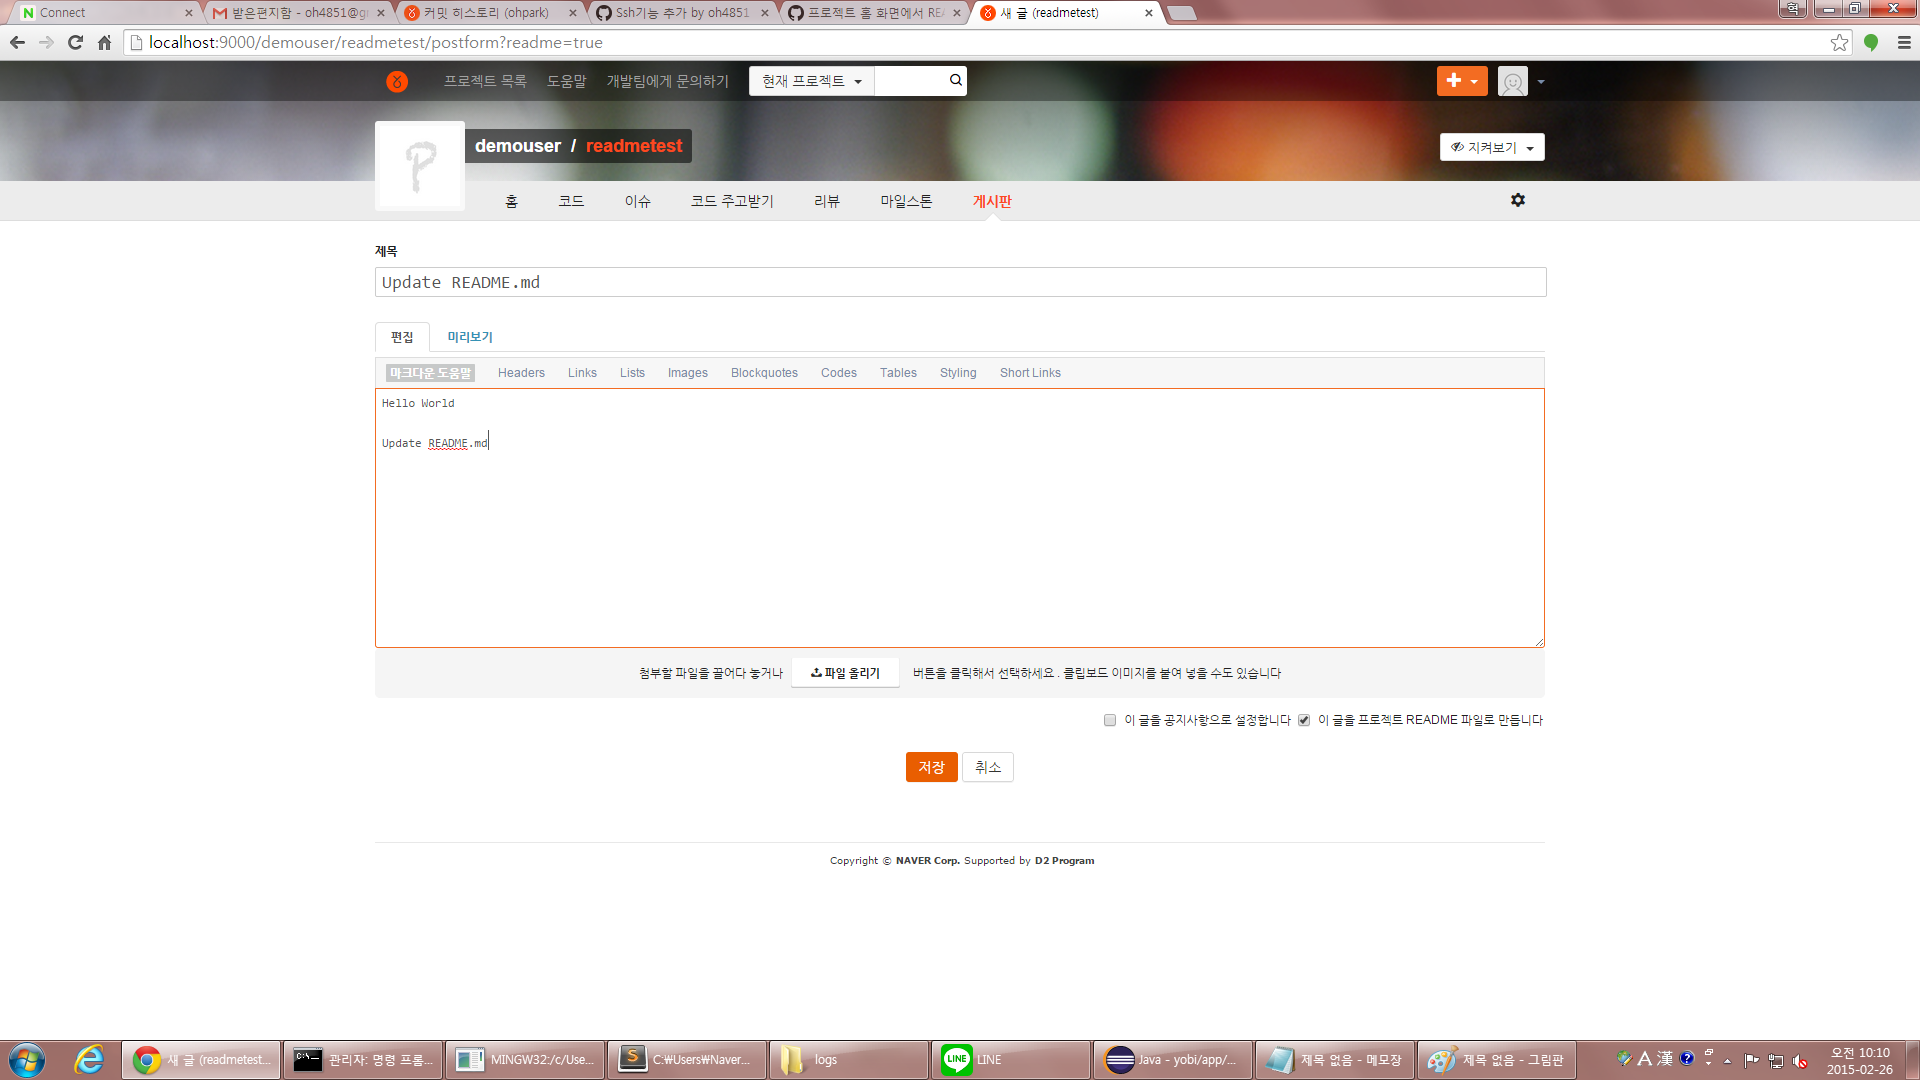 Connect
받은편지함 - oh4851@gr
커밋 히스토리 (ohpark)
Ssh기능 추가 by oh4851
프로젝트 홈 화면에서 REA
새 글 (readmetest)
혁
localhost:9000/demouser/readmetest/postform?readme=true
프로젝트 목록
도움말
개발팀에게 문의하기
현재 프로젝트
demouser / readmetest
지켜보기
홈
코드
이슈
코드 주고받기
리뷰
마일스톤
게시판
제목
Update README.md
편집
미리보기
마크다운 도움말
Headers
Links
Lists
Images
Blockquotes
Codes
Tables
Styling
Short Links
Hello World
Update README.md
첨부할 파일을 끌어다 놓거나
파일 올리기
버튼을 클릭해서 선택하세요 . 클립보드 이미지를 붙여 넣을 수도 있습니다
이 글을 공지사항으로 설정합니다
이 글을 프로젝트 README 파일로 만듭니다
저장
취소
Copyright © NAVER Corp. Supported by D2 Program
새 글 (readmetest...
관리자: 명령 프롬...
MINGW32:/c/Use...
C:₩Users₩Naver...
logs
LINE
Java - yobi/app/...
제목 없음 - 메모장
제목 없음 - 그림판
A 漢
오전 10:10
2015-02-26